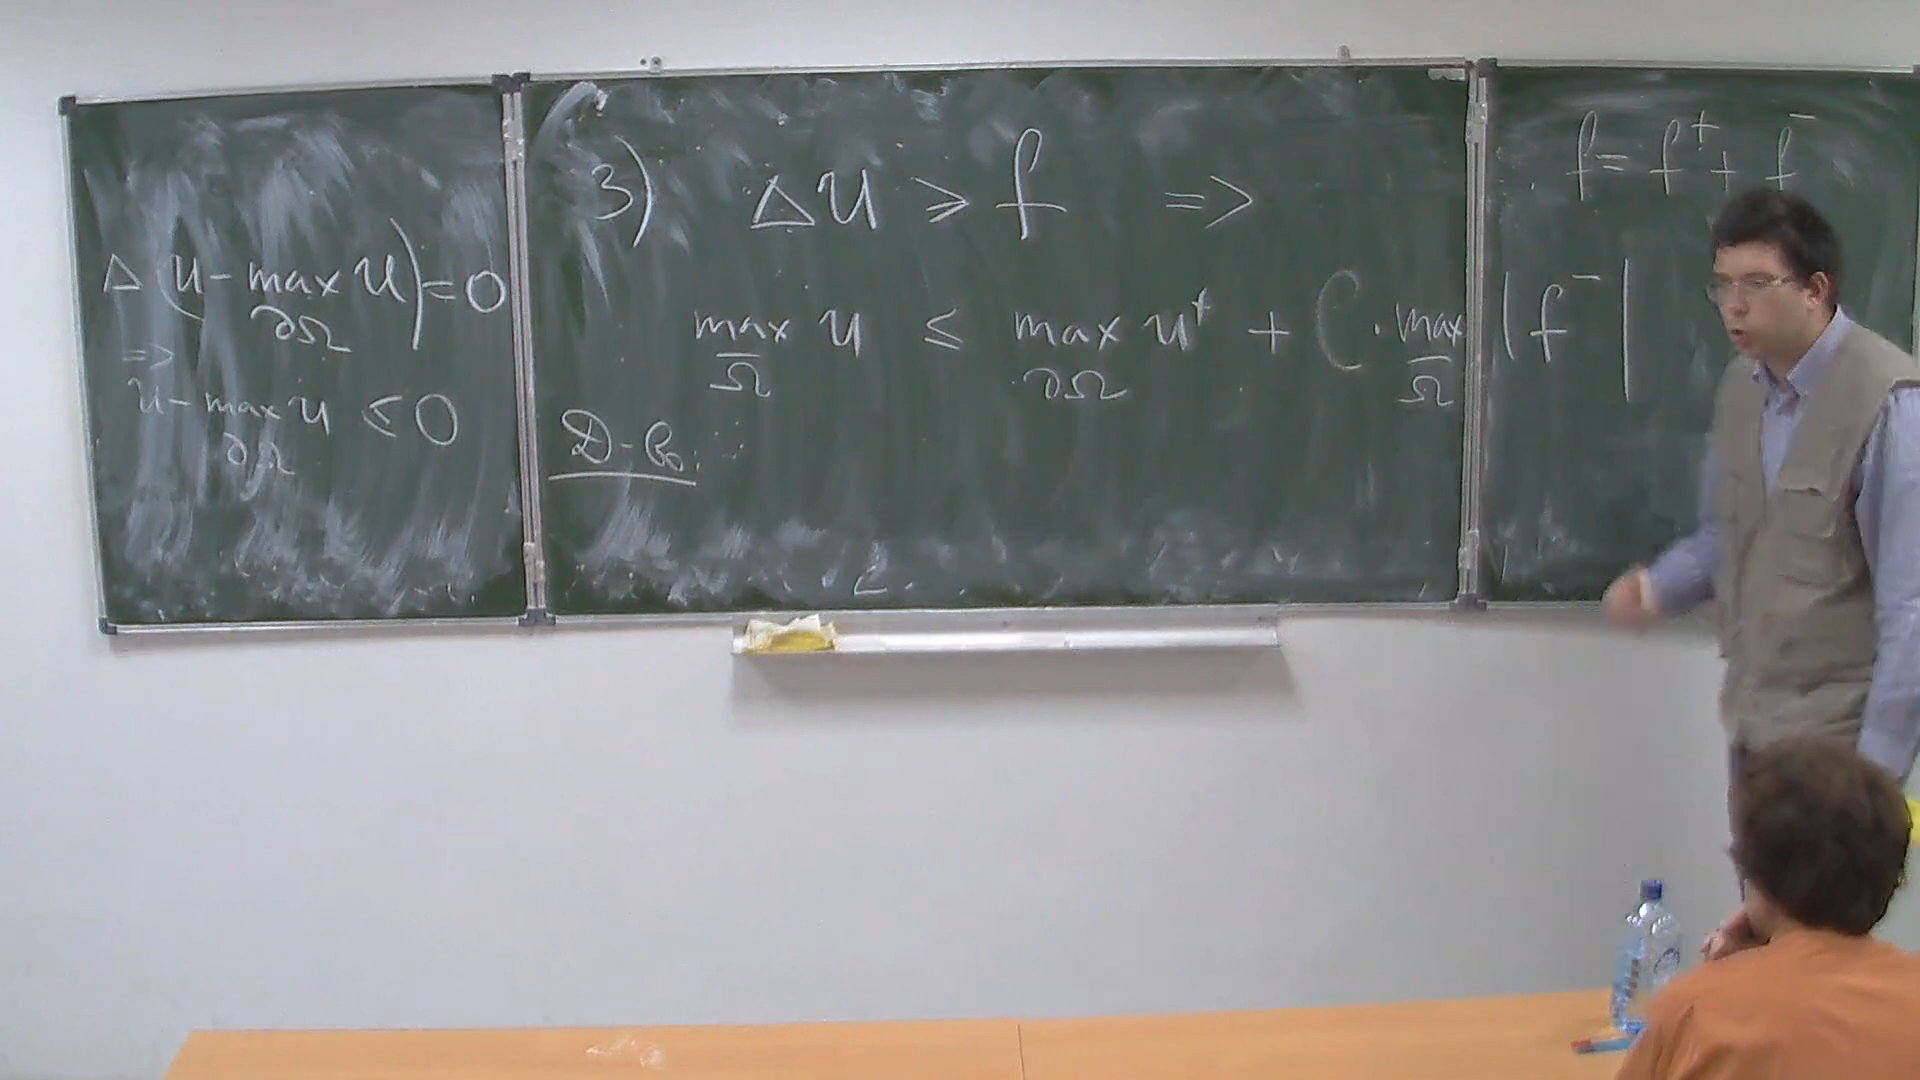 Δ(u - max u) = 0
∂Ω
=>
u - max u ≤ 0
∂Ω
3) Δu ≥ f =>
max u ≤ max u⁺ + C · max |f⁻|
Ω̅ ∂Ω Ω̅
Д-во:
f = f⁺ + f⁻